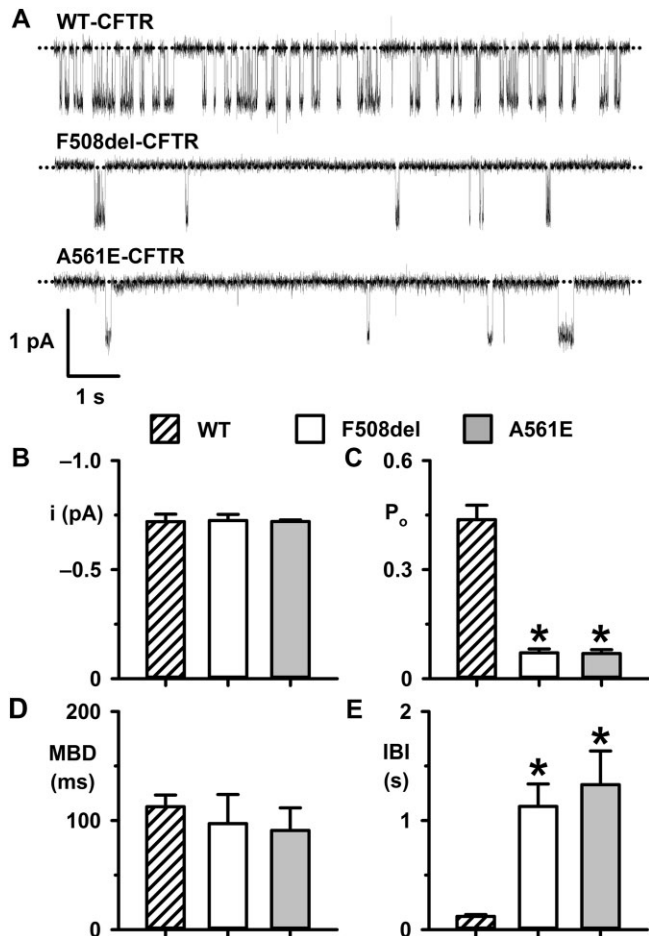 A
WT-CFTR
F508del-CFTR
A561E-CFTR
1 pA
1 s
WT F508del A561E
B
–1.0
i (pA)
–0.5
0
C
0.6
Po
0.3
0
* *
D
200
MBD
(ms)
100
0
E
2
IBI
(s)
1
0
* *